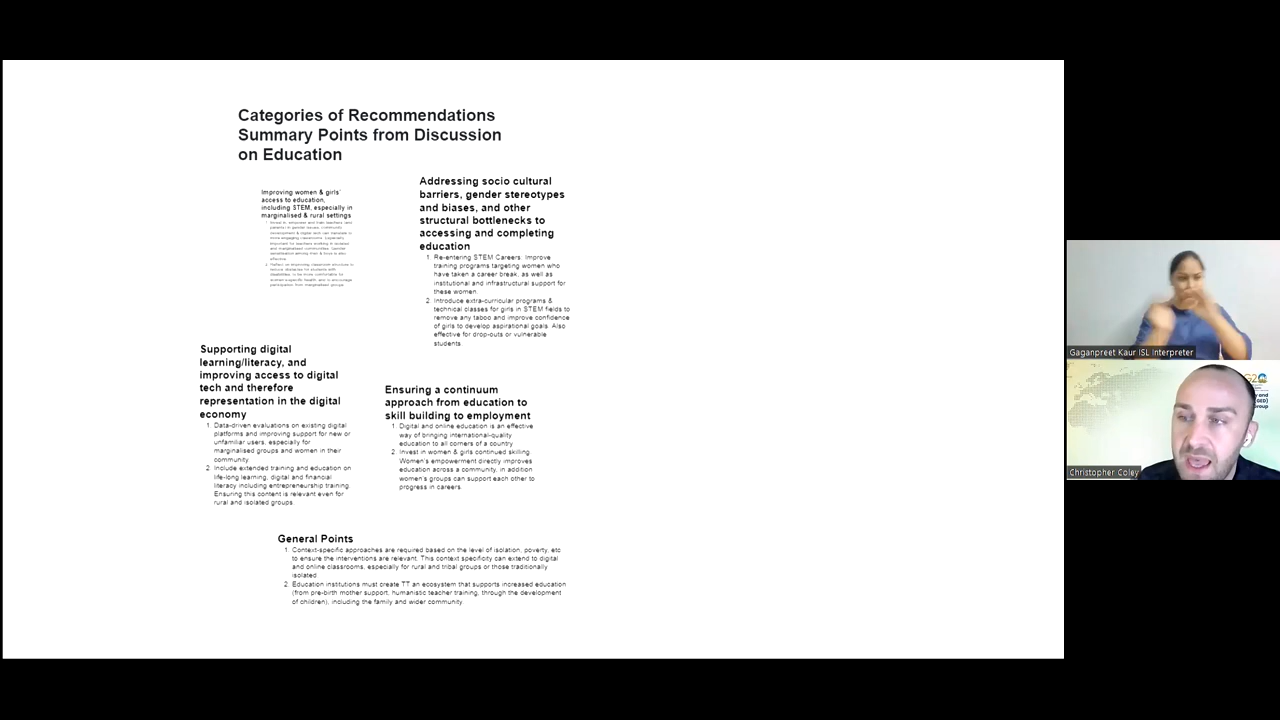 Categories of Recommendations
Summary Points from Discussion
on Education
Improving women & girls'
access to education,
including STEM, especially in
marginalised & rural settings
Addressing socio cultural
barriers, gender stereotypes
and biases, and other
structural bottlenecks to
accessing and completing
education
1. Re-entering STEM Careers: Improve
training programs targeting women who
have taken a career break, as well as
institutional and infrastructural support for
these women.
2. Introduce extra-curricular programs &
technical classes for girls in STEM fields to
remove any taboo and improve confidence
of girls to develop aspirational goals. Also
effective for drop-outs or vulnerable
students.
Supporting digital
learning/literacy, and
improving access to digital
tech and therefore
representation in the digital
economy
1. Data-driven evaluations on existing digital
platforms and improving support for new or
unfamiliar users, especially for
marginalised groups and women in their
community.
2. Include extended training and education on
life-long learning, digital and financial
literacy including entrepreneurship training.
Ensuring this content is relevant even for
rural and isolated groups.
Ensuring a continuum
approach from education to
skill building to employment
1. Digital and online education is an effective
way of bringing international-quality
education to all corners of a country.
2. Invest in women & girls continued skilling.
Women's empowerment directly improves
education across a community, in addition
women's groups can support each other to
progress in careers.
General Points
1. Context-specific approaches are required based on the level of isolation, poverty, etc
to ensure the interventions are relevant. This context specificity can extend to digital
and online classrooms, especially for rural and tribal groups or those traditionally
isolated.
2. Education institutions must create TT an ecosystem that supports increased education
(from pre-birth mother support, humanistic teacher training, through the development
of children), including the family and wider community.
Gaganpreet Kaur ISL Interpreter
Christopher Coley